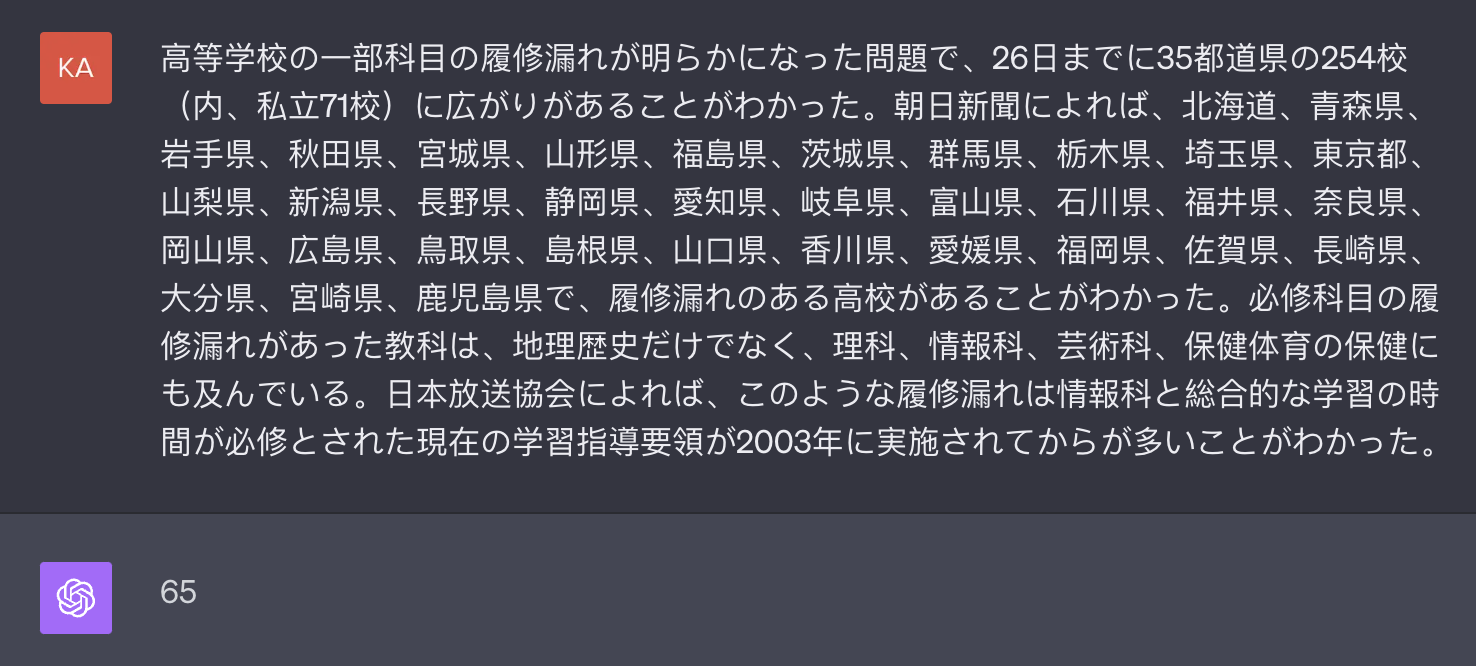 KA
高等学校の一部科目の履修漏れが明らかになった問題で、26日までに35都道県の254校
（内、私立71校）に広がりがあることがわかった。朝日新聞によれば、北海道、青森県、
岩手県、秋田県、宮城県、山形県、福島県、茨城県、群馬県、栃木県、埼玉県、東京都、
山梨県、新潟県、長野県、静岡県、愛知県、岐阜県、富山県、石川県、福井県、奈良県、
岡山県、広島県、鳥取県、島根県、山口県、香川県、愛媛県、福岡県、佐賀県、長崎県、
大分県、宮崎県、鹿児島県で、履修漏れのある高校があることがわかった。必修科目の履
修漏れがあった教科は、地理歴史だけでなく、理科、情報科、芸術科、保健体育の保健に
も及んでいる。日本放送協会によれば、このような履修漏れは情報科と総合的な学習の時
間が必修とされた現在の学習指導要領が2003年に実施されてからが多いことがわかった。
65